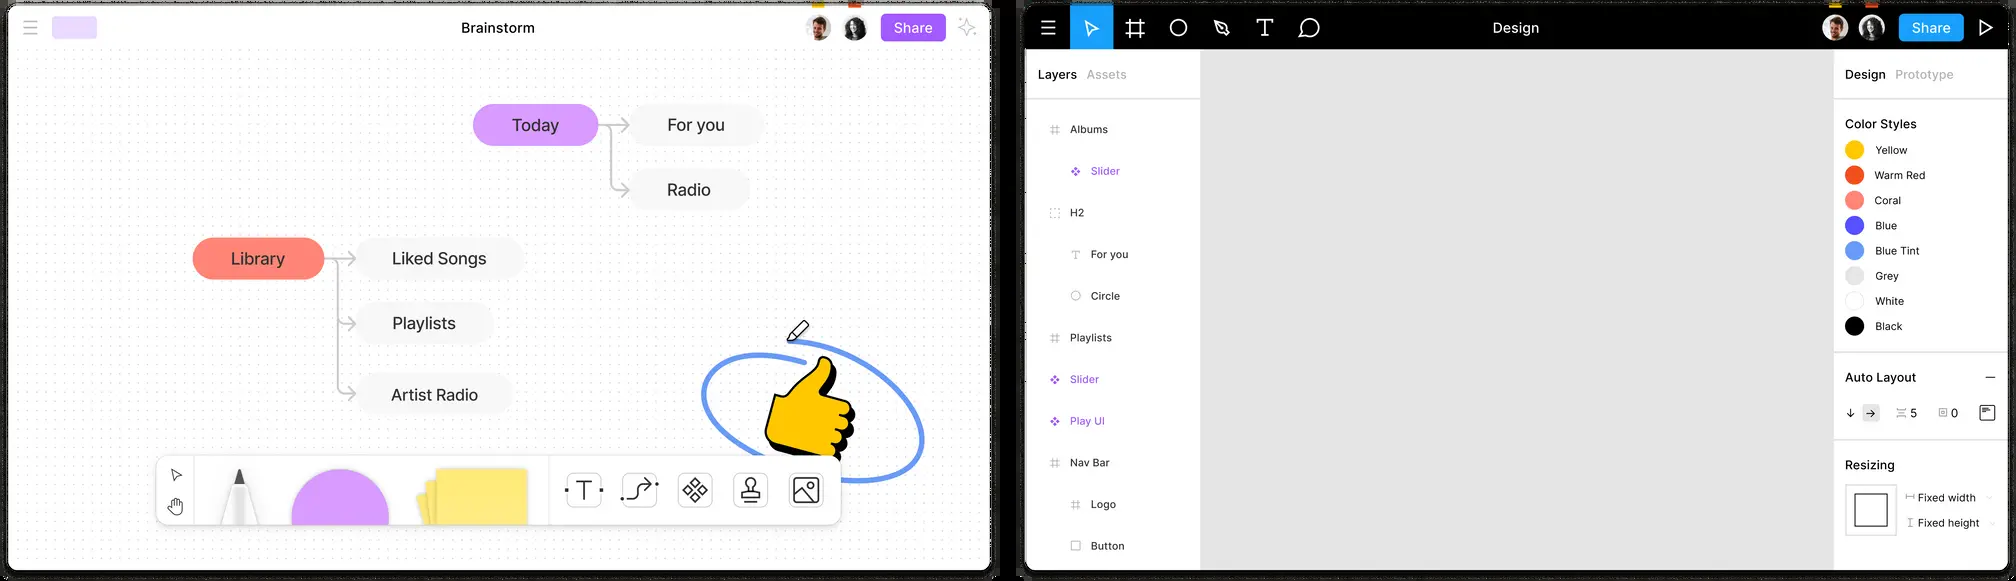 Brainstorm
Share
Today
For you
Radio
Library
Liked Songs
Playlists
Artist Radio
T
T
Design
Share
Layers Assets
Albums
Slider
H2
T For you
Circle
Playlists
Slider
Play UI
Nav Bar
Logo
Button
Design Prototype
Color Styles
Yellow
Warm Red
Coral
Blue
Blue Tint
Grey
White
Black
Auto Layout
5 0
Resizing
Fixed width
Fixed height